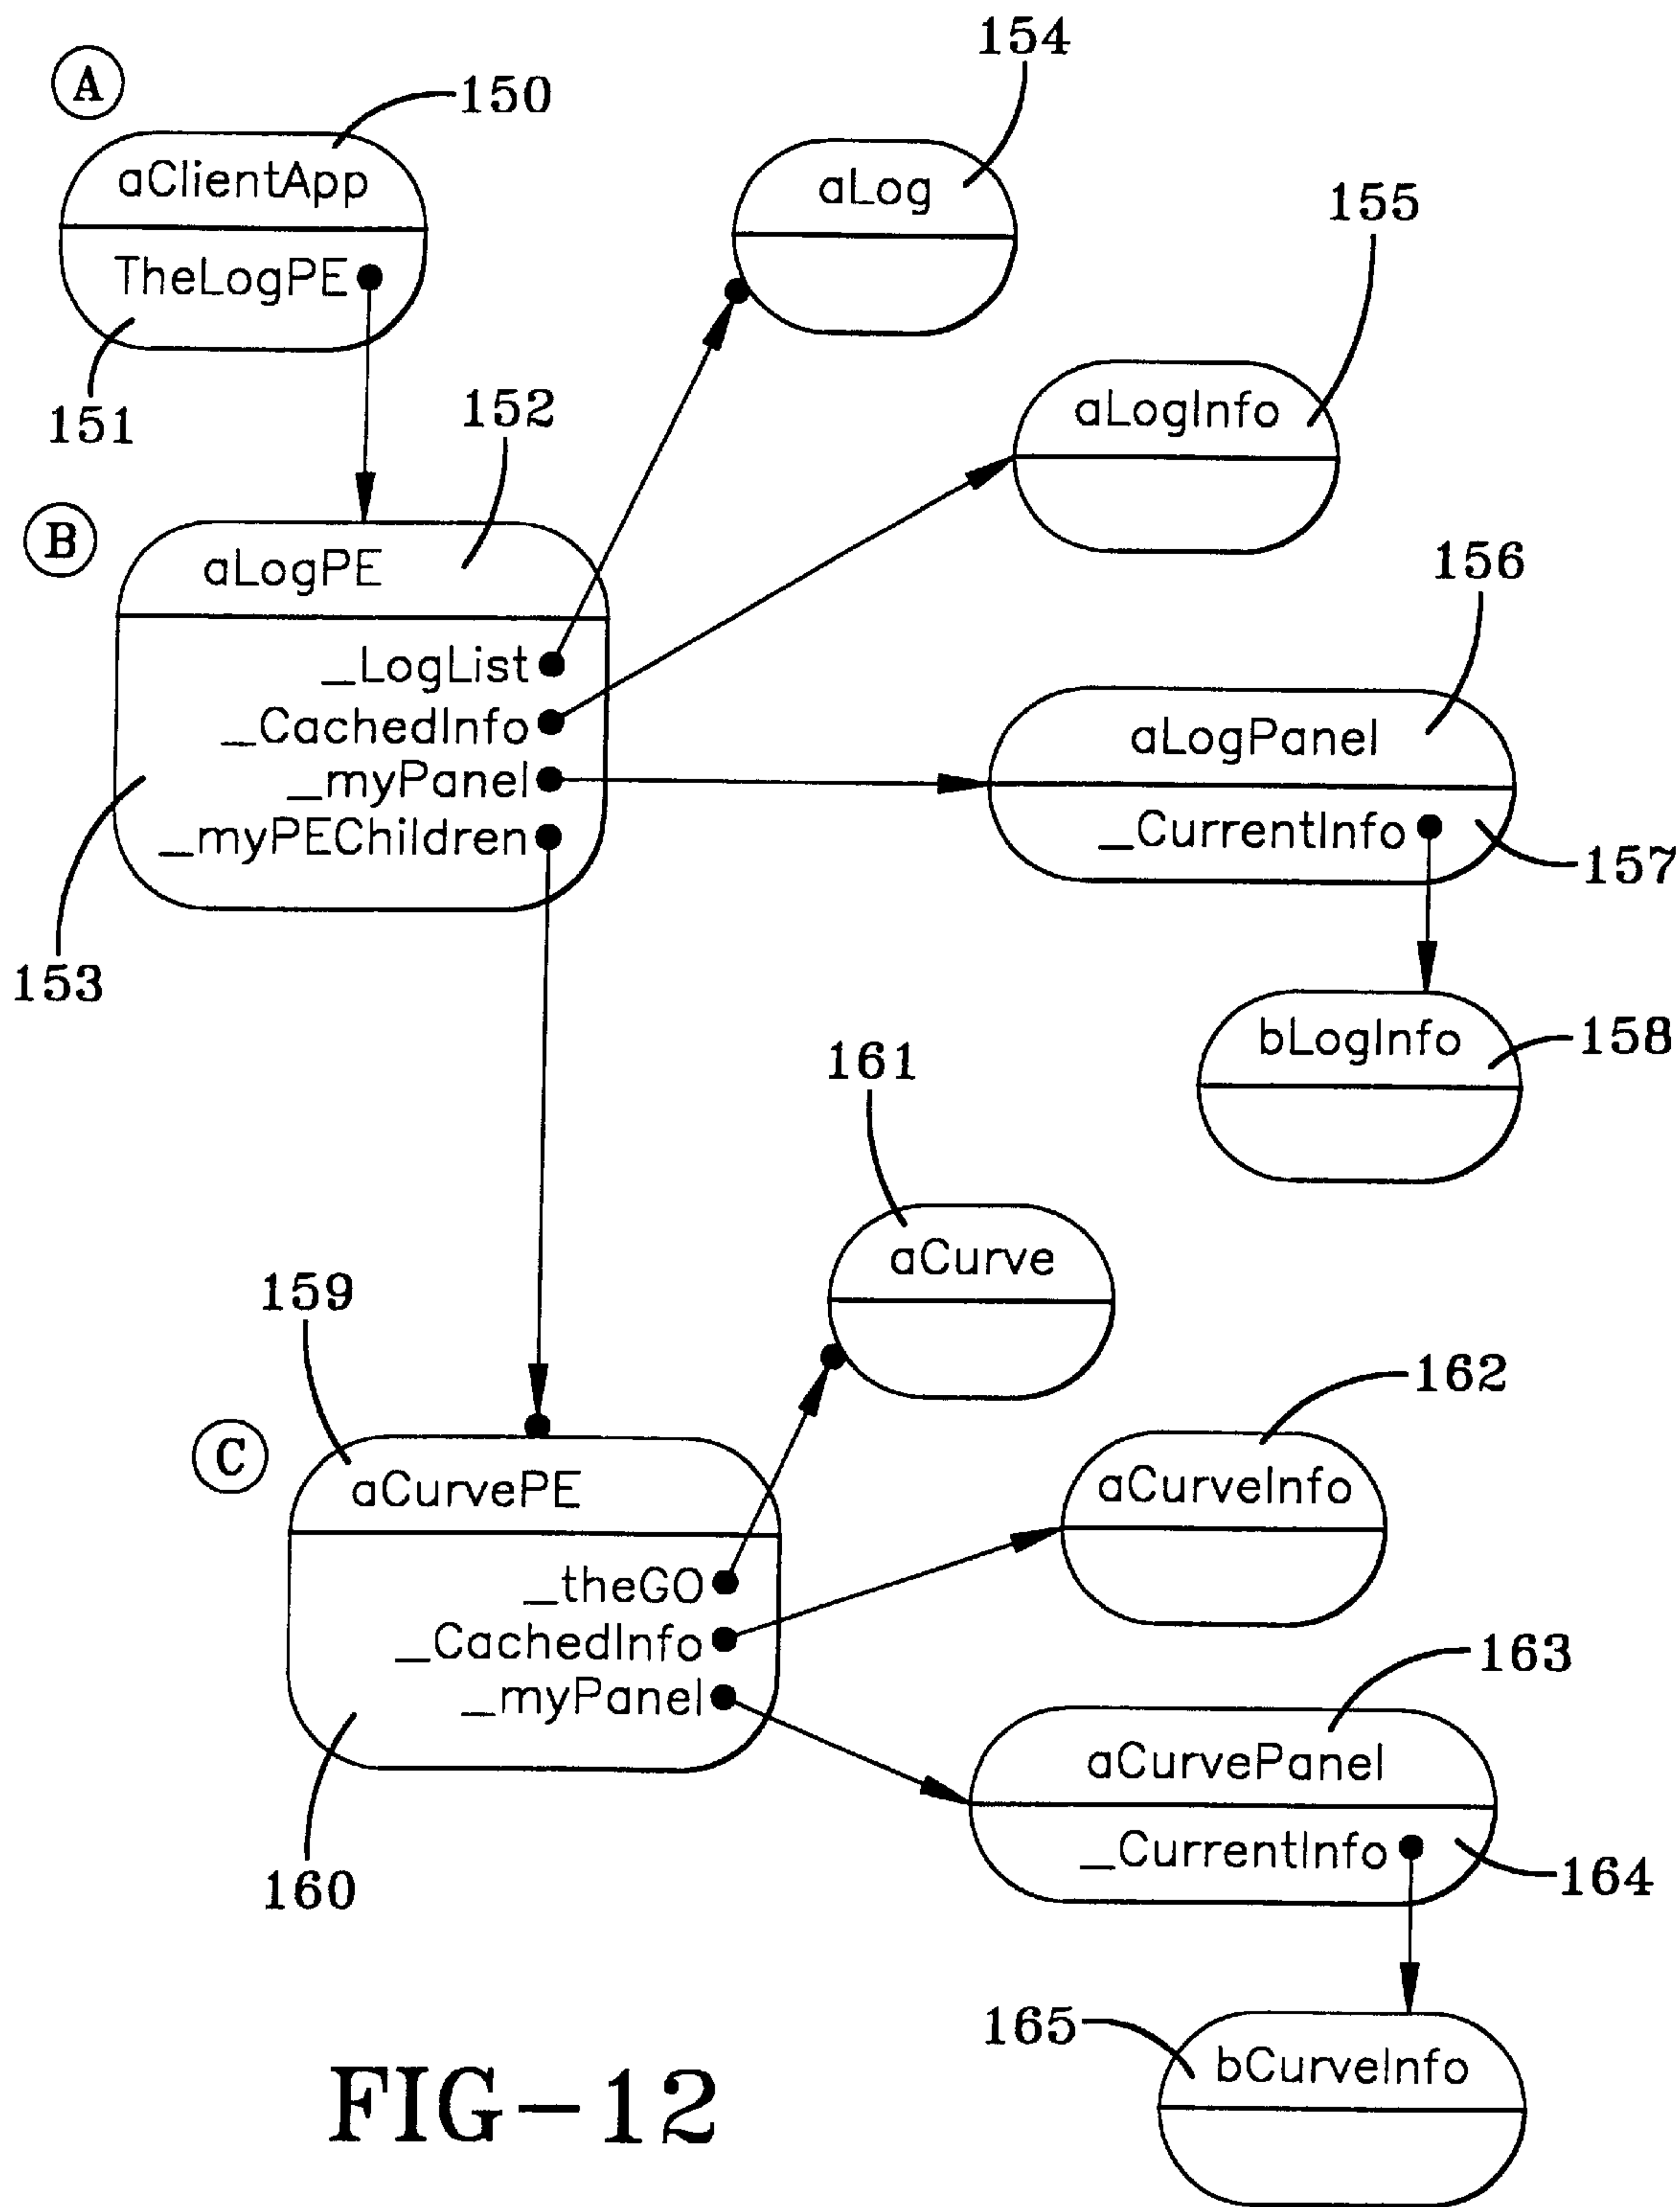 154
A
150
aClientApp
aLog
155
TheLogPE
151
152
aLogInfo
B
156
aLogPE
_LogList
_CachedInfo
aLogPanel
_myPanel
_myPEChildren
_CurrentInfo
157
153
bLogInfo
158
161
aCurve
159
162
C
aCurvePE
aCurveInfo
_theGO
_CachedInfo
163
_myPanel
aCurvePanel
_CurrentInfo
164
160
165
bCurveInfo
FIG-12